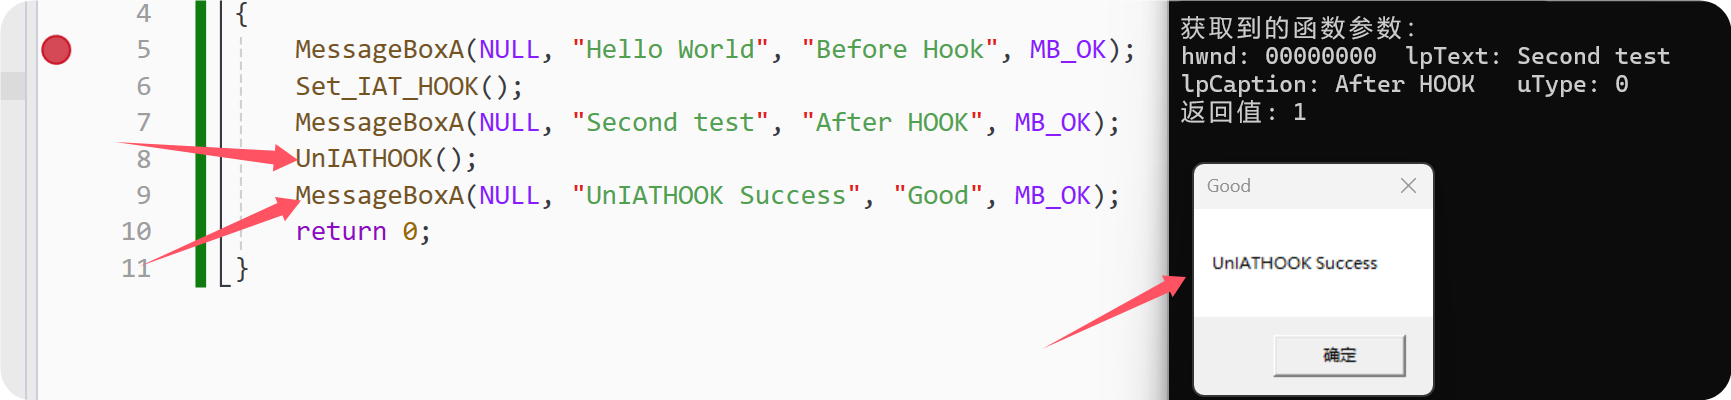 4 {
5 MessageBoxA(NULL, "Hello World", "Before Hook", MB_OK);
6 Set_IAT_HOOK();
7 MessageBoxA(NULL, "Second test", "After HOOK", MB_OK);
8 UnIATHOOK();
9 MessageBoxA(NULL, "UnIATHOOK Success", "Good", MB_OK);
10 return 0;
11 }
获取到的函数参数:
hwnd: 00000000 lpText: Second test
lpCaption: After HOOK uType: 0
返回值: 1
Good
UnIATHOOK Success
确定